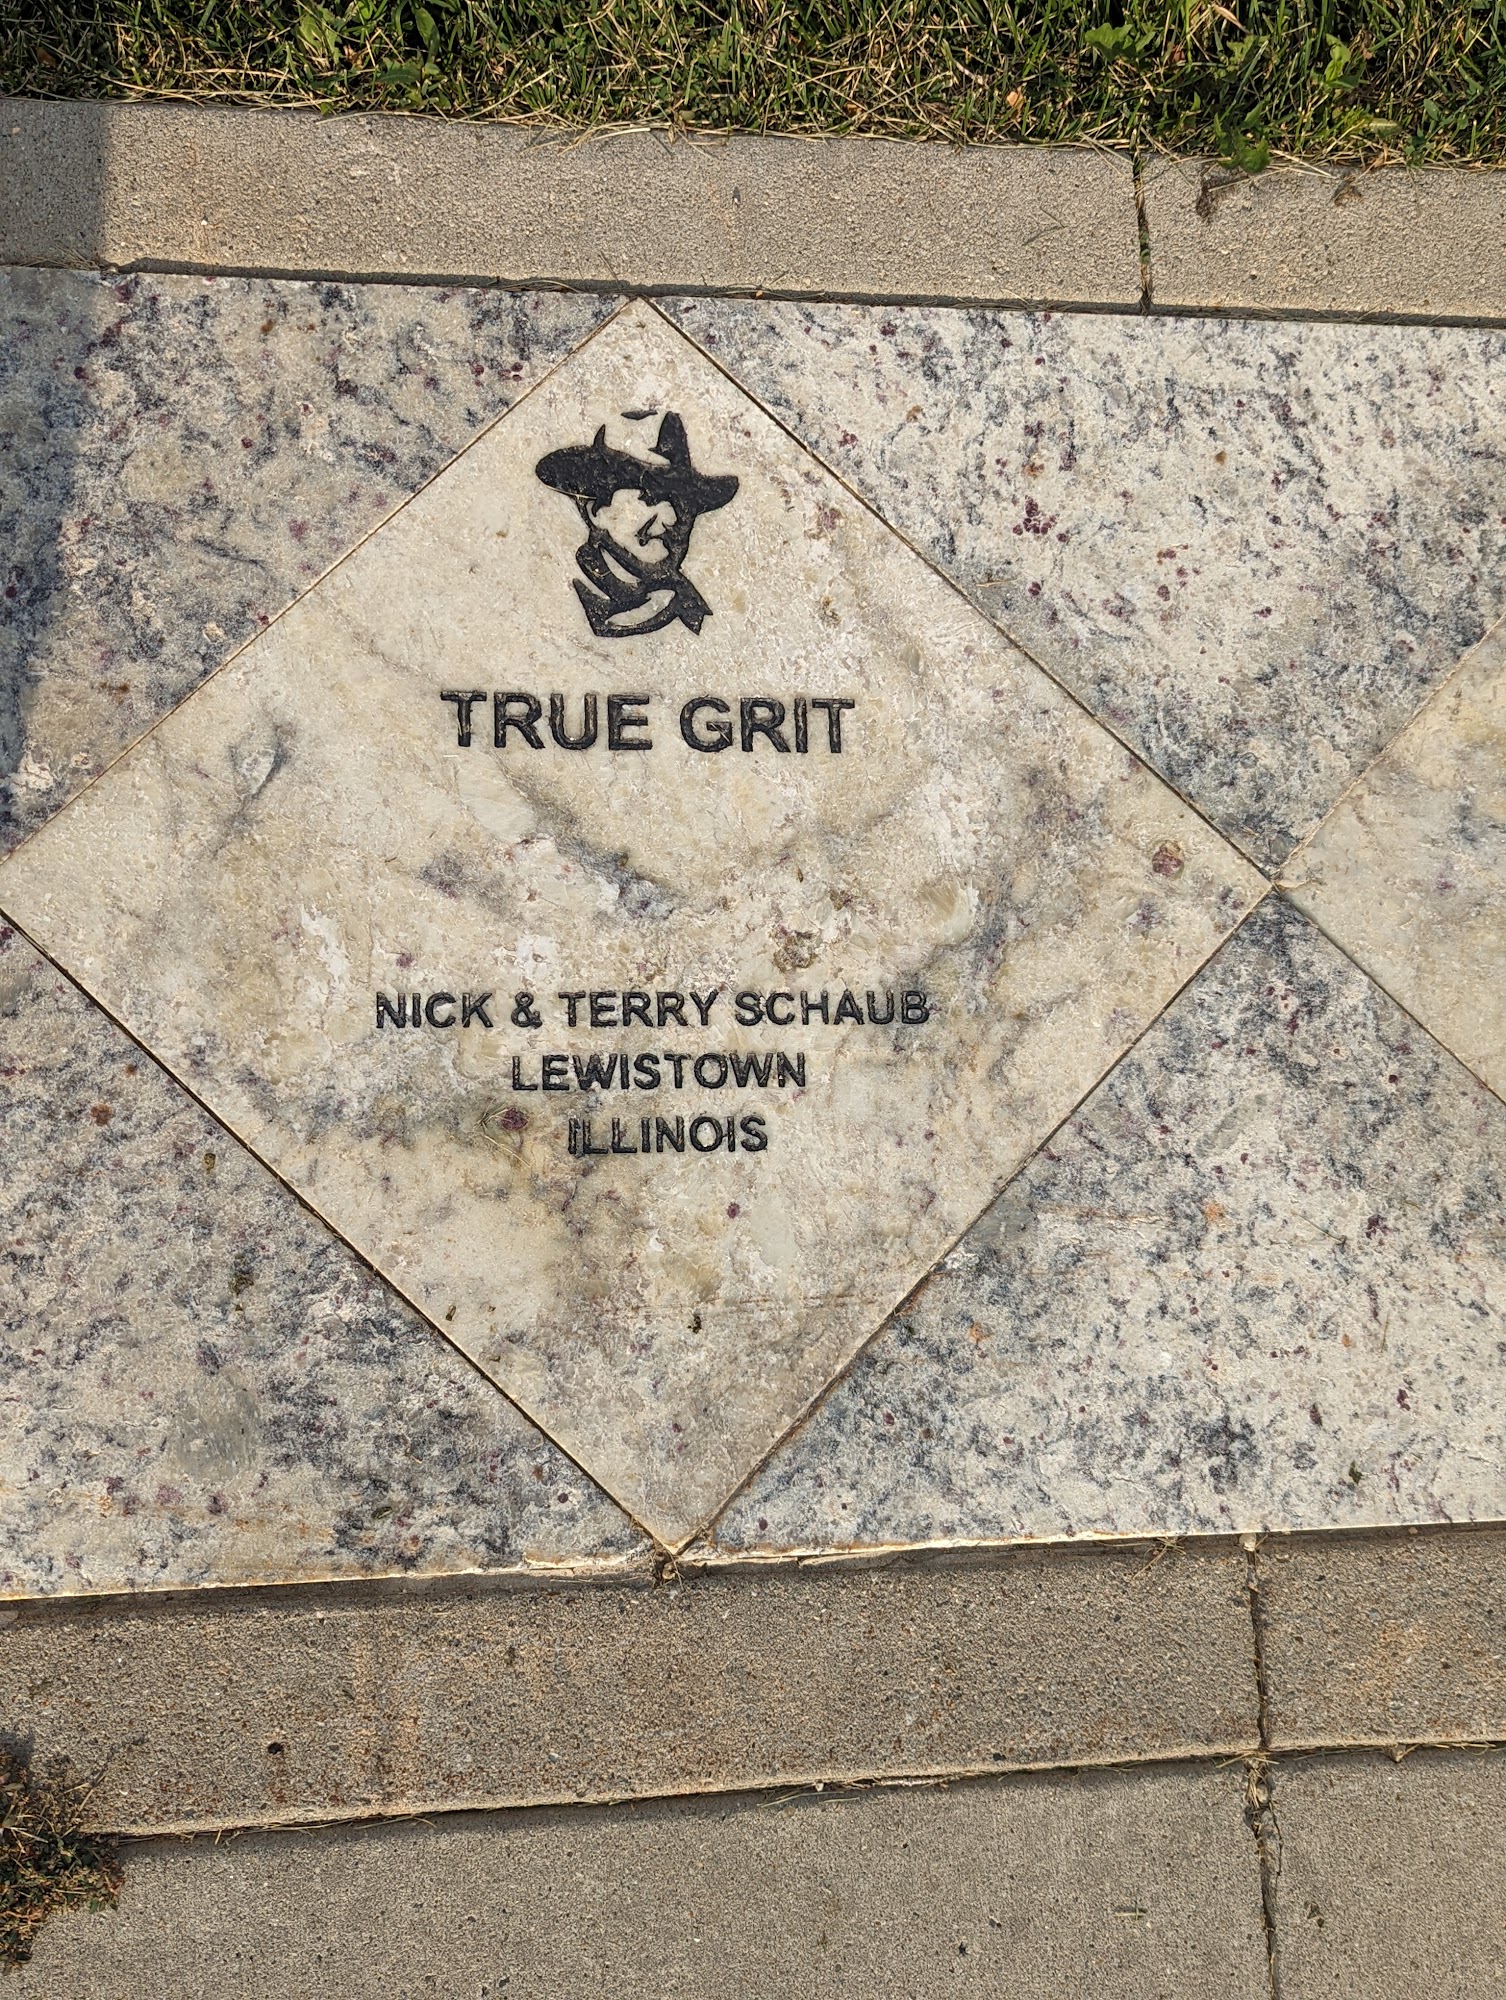 TRUE GRIT
NICK & TERRY SCHAUB
LEWISTOWN
ILLINOIS